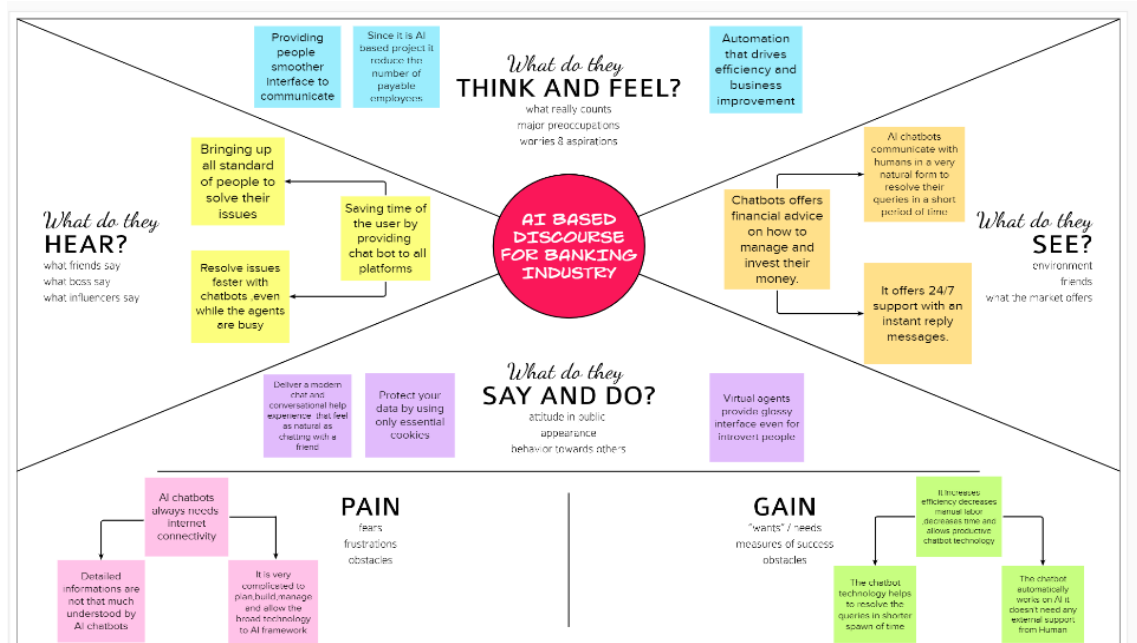 Providing
people
smoother
Interface to
communicate
Since it is AI
based project it
reduce the
number of
payable
employees
What do they
THINK AND FEEL?
what really counts
major preoccupations
worries & aspirations
Automation
that drives
efficiency and
business
improvement
What do they
HEAR?
what friends say
what boss say
what influencers say
Bringing up
all standard
of people to
solve their
issues
Saving time of
the user by
providing
chat bot to all
platforms
Resolve issues
faster with
chatbots ,even
while the agents
are busy
AI BASED
DISCOURSE
FOR BANKING
INDUSTRY
Chatbots offers
financial advice
on how to
manage and
invest their
money.
AI chatbots
communicate with
humans in a very
natural form to
resolve their
queries in a short
period of time
It offers 24/7
support with an
instant reply
messages.
What do they
SEE?
environment
friends
what the market offers
Deliver a modern
chat and
conversational help
experience that feel
as natural as
chatting with a
friend
Protect your
data by using
only essential
cookies
What do they
SAY AND DO?
attitude in public
appearance
behavior towards others
Virtual agents
provide glossy
interface even for
introvert people
AI chatbots
always needs
internet
connectivity
Detailed
informations are
not that much
understood by
AI chatbots
It is very
complicated to
plan,build,manage
and allow the
broad technology
to AI framework
PAIN
fears
frustrations
obstacles
GAIN
"wants" / needs
measures of success
obstacles
It Increases
efficiency decreases
manual labor
,decreases time and
allows productive
chatbot technology
The chatbot
technology helps
to resolve the
queries in shorter
spawn of time
The chatbot
automatically
works on AI it
doesn't need any
external support
from Human